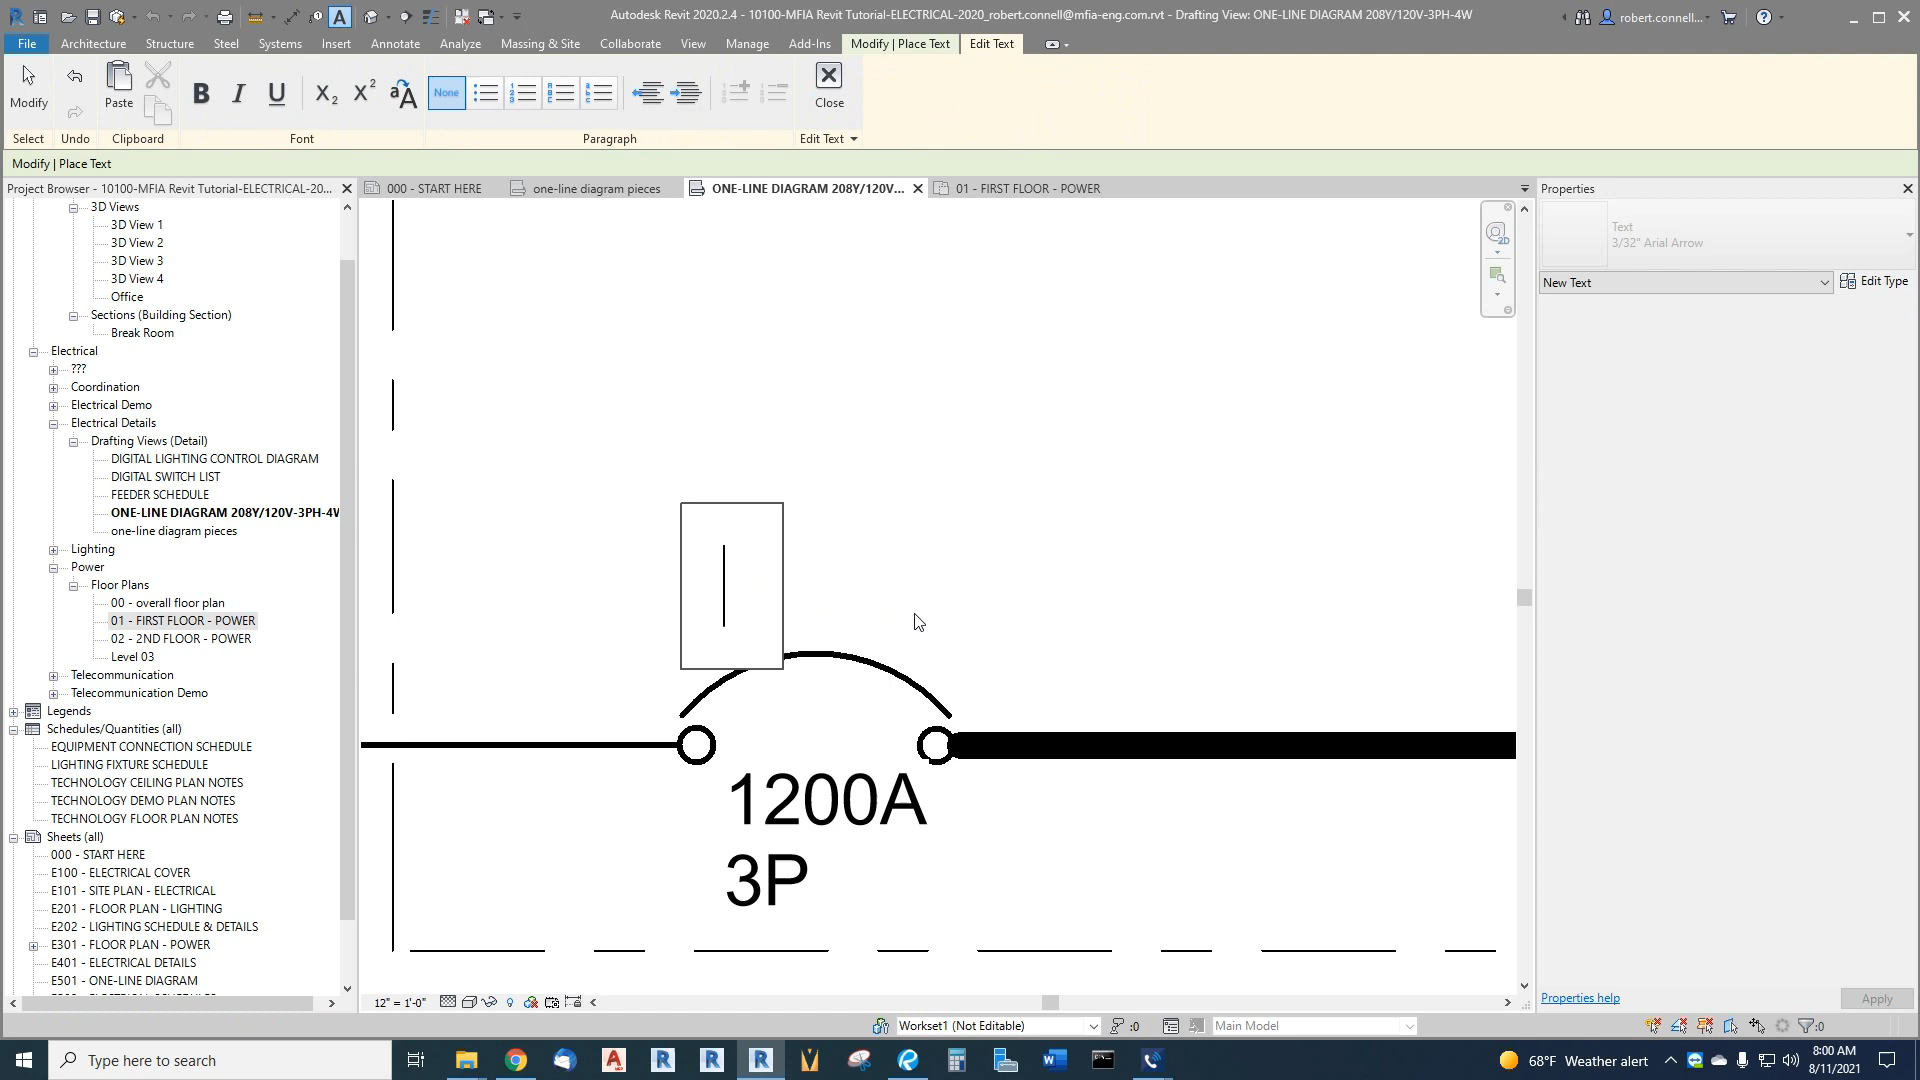 Autodesk Revit 2020.2.4 - 10100-MFIA Revit Tutorial-ELECTRICAL-2020_robert.connell@mfia-eng.com.rvt - Drafting View: ONE-LINE DIAGRAM 208Y/120V-3PH-4W
robert.connell...
File Architecture Structure Steel Systems Insert Annotate Analyze Massing & Site Collaborate View Manage Add-Ins Modify | Place Text Edit Text
Modify
Paste
B I U X2 X2 aA
None
Close
Select Undo Clipboard Font Paragraph Edit Text
Modify | Place Text
Project Browser - 10100-MFIA Revit Tutorial-ELECTRICAL-20...
000 - START HERE
one-line diagram pieces
ONE-LINE DIAGRAM 208Y/120V...
01 - FIRST FLOOR - POWER
Properties
3D Views
3D View 1
3D View 2
3D View 3
3D View 4
Office
Sections (Building Section)
Break Room
Electrical
???
Coordination
Electrical Demo
Electrical Details
Drafting Views (Detail)
DIGITAL LIGHTING CONTROL DIAGRAM
DIGITAL SWITCH LIST
FEEDER SCHEDULE
ONE-LINE DIAGRAM 208Y/120V-3PH-4W
one-line diagram pieces
Lighting
Power
Floor Plans
00 - overall floor plan
01 - FIRST FLOOR - POWER
02 - 2ND FLOOR - POWER
Level 03
Telecommunication
Telecommunication Demo
Legends
Schedules/Quantities (all)
EQUIPMENT CONNECTION SCHEDULE
LIGHTING FIXTURE SCHEDULE
TECHNOLOGY CEILING PLAN NOTES
TECHNOLOGY DEMO PLAN NOTES
TECHNOLOGY FLOOR PLAN NOTES
Sheets (all)
000 - START HERE
E100 - ELECTRICAL COVER
E101 - SITE PLAN - ELECTRICAL
E201 - FLOOR PLAN - LIGHTING
E202 - LIGHTING SCHEDULE & DETAILS
E301 - FLOOR PLAN - POWER
E401 - ELECTRICAL DETAILS
E501 - ONE-LINE DIAGRAM
1200A
3P
2D
Text
3/32" Arial Arrow
New Text
Edit Type
Properties help
Apply
12" = 1'-0"
Workset1 (Not Editable)
:0
Main Model
:0
Type here to search
68°F Weather alert
8:00 AM
8/11/2021